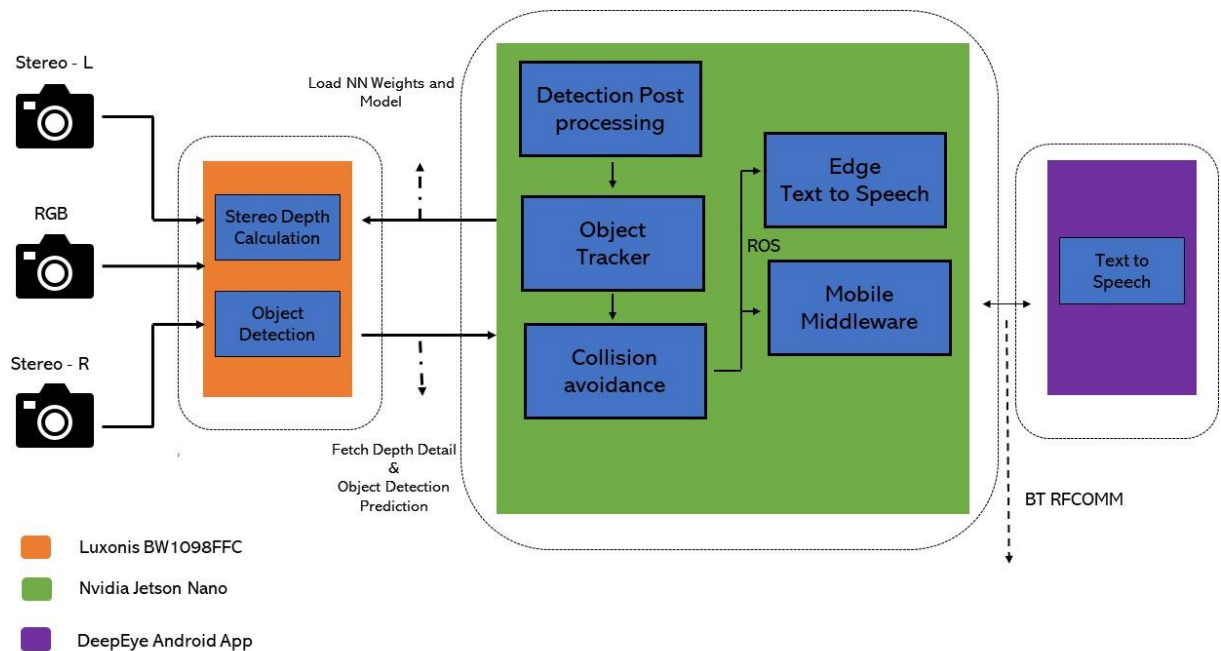 Stereo - L
Load NN Weights and
Model
RGB
Stereo - R
Stereo Depth
Calculation
Object
Detection
Fetch Depth Detail
&
Object Detection
Prediction
Detection Post
processing
Object
Tracker
Collision
avoidance
ROS
Edge
Text to Speech
Mobile
Middleware
Text to
Speech
BT RFCOMM
Luxonis BW1098FFC
Nvidia Jetson Nano
DeepEye Android App